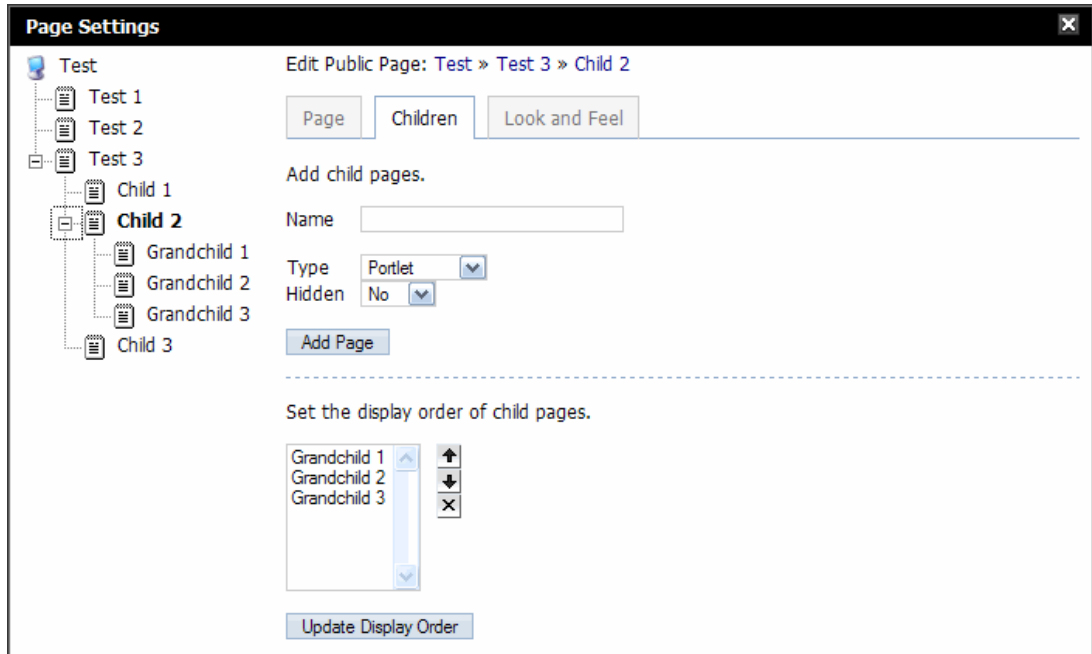 Page Settings
Test
Test 1
Test 2
Test 3
Child 1
Child 2
Grandchild 1
Grandchild 2
Grandchild 3
Child 3
Edit Public Page: Test » Test 3 » Child 2
Page Children Look and Feel
Add child pages.
Name
Type Portlet
Hidden No
Add Page
Set the display order of child pages.
Grandchild 1
Grandchild 2
Grandchild 3
Update Display Order